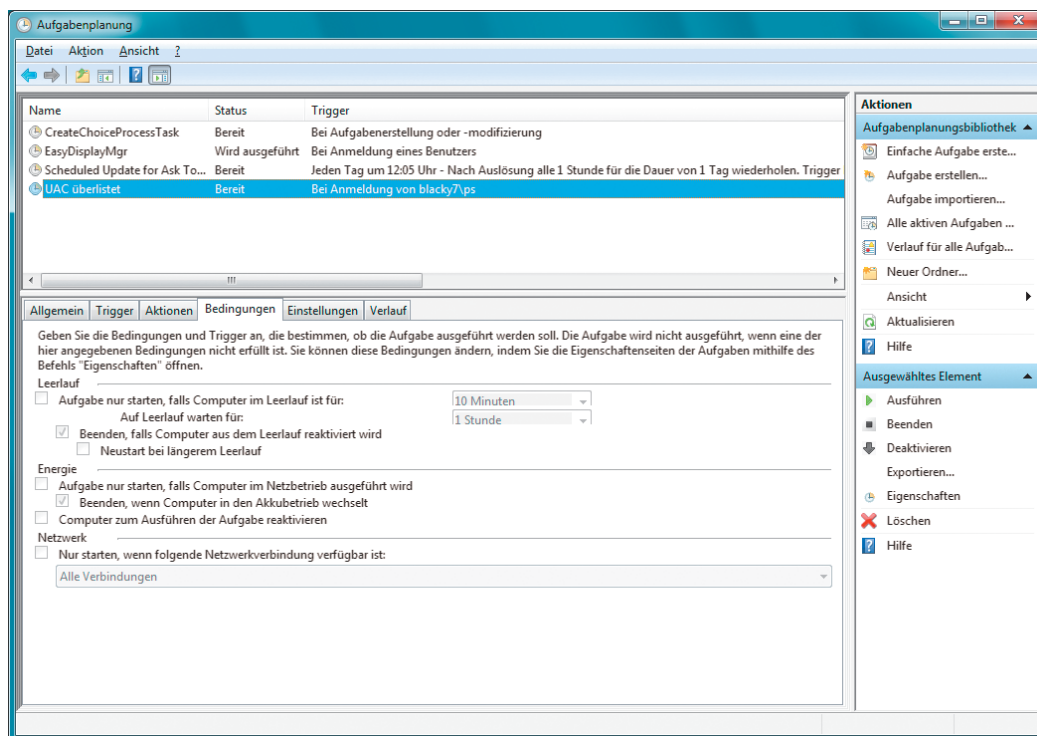 Aufgabenplanung
Datei Aktion Ansicht ?
Name Status Trigger
CreateChoiceProcessTask Bereit Bei Aufgabenerstellung oder -modifizierung
EasyDisplayMgr Wird ausgeführt Bei Anmeldung eines Benutzers
Scheduled Update for Ask To... Bereit Jeden Tag um 12:05 Uhr - Nach Auslösung alle 1 Stunde für die Dauer von 1 Tag wiederholen. Trigger
UAC überlistet Bereit Bei Anmeldung von blacky7\ps
Allgemein Trigger Aktionen Bedingungen Einstellungen Verlauf
Geben Sie die Bedingungen und Trigger an, die bestimmen, ob die Aufgabe ausgeführt werden soll. Die Aufgabe wird nicht ausgeführt, wenn eine der
hier angegebenen Bedingungen nicht erfüllt ist. Sie können diese Bedingungen ändern, indem Sie die Eigenschaftenseiten der Aufgaben mithilfe des
Befehls "Eigenschaften" öffnen.
Leerlauf
Aufgabe nur starten, falls Computer im Leerlauf ist für: 10 Minuten
Auf Leerlauf warten für: 1 Stunde
Beenden, falls Computer aus dem Leerlauf reaktiviert wird
Neustart bei längerem Leerlauf
Energie
Aufgabe nur starten, falls Computer im Netzbetrieb ausgeführt wird
Beenden, wenn Computer in den Akkubetrieb wechselt
Computer zum Ausführen der Aufgabe reaktivieren
Netzwerk
Nur starten, wenn folgende Netzwerkverbindung verfügbar ist:
Alle Verbindungen
Aktionen
Aufgabenplanungsbibliothek
Einfache Aufgabe erste...
Aufgabe erstellen...
Aufgabe importieren...
Alle aktiven Aufgaben ...
Verlauf für alle Aufgab...
Neuer Ordner...
Ansicht
Aktualisieren
Hilfe
Ausgewähltes Element
Ausführen
Beenden
Deaktivieren
Exportieren...
Eigenschaften
Löschen
Hilfe